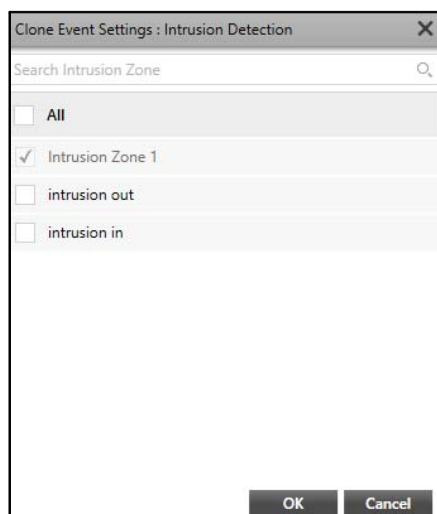 Clone Event Settings : Intrusion Detection
Search Intrusion Zone
All
Intrusion Zone 1
intrusion out
intrusion in
OK Cancel